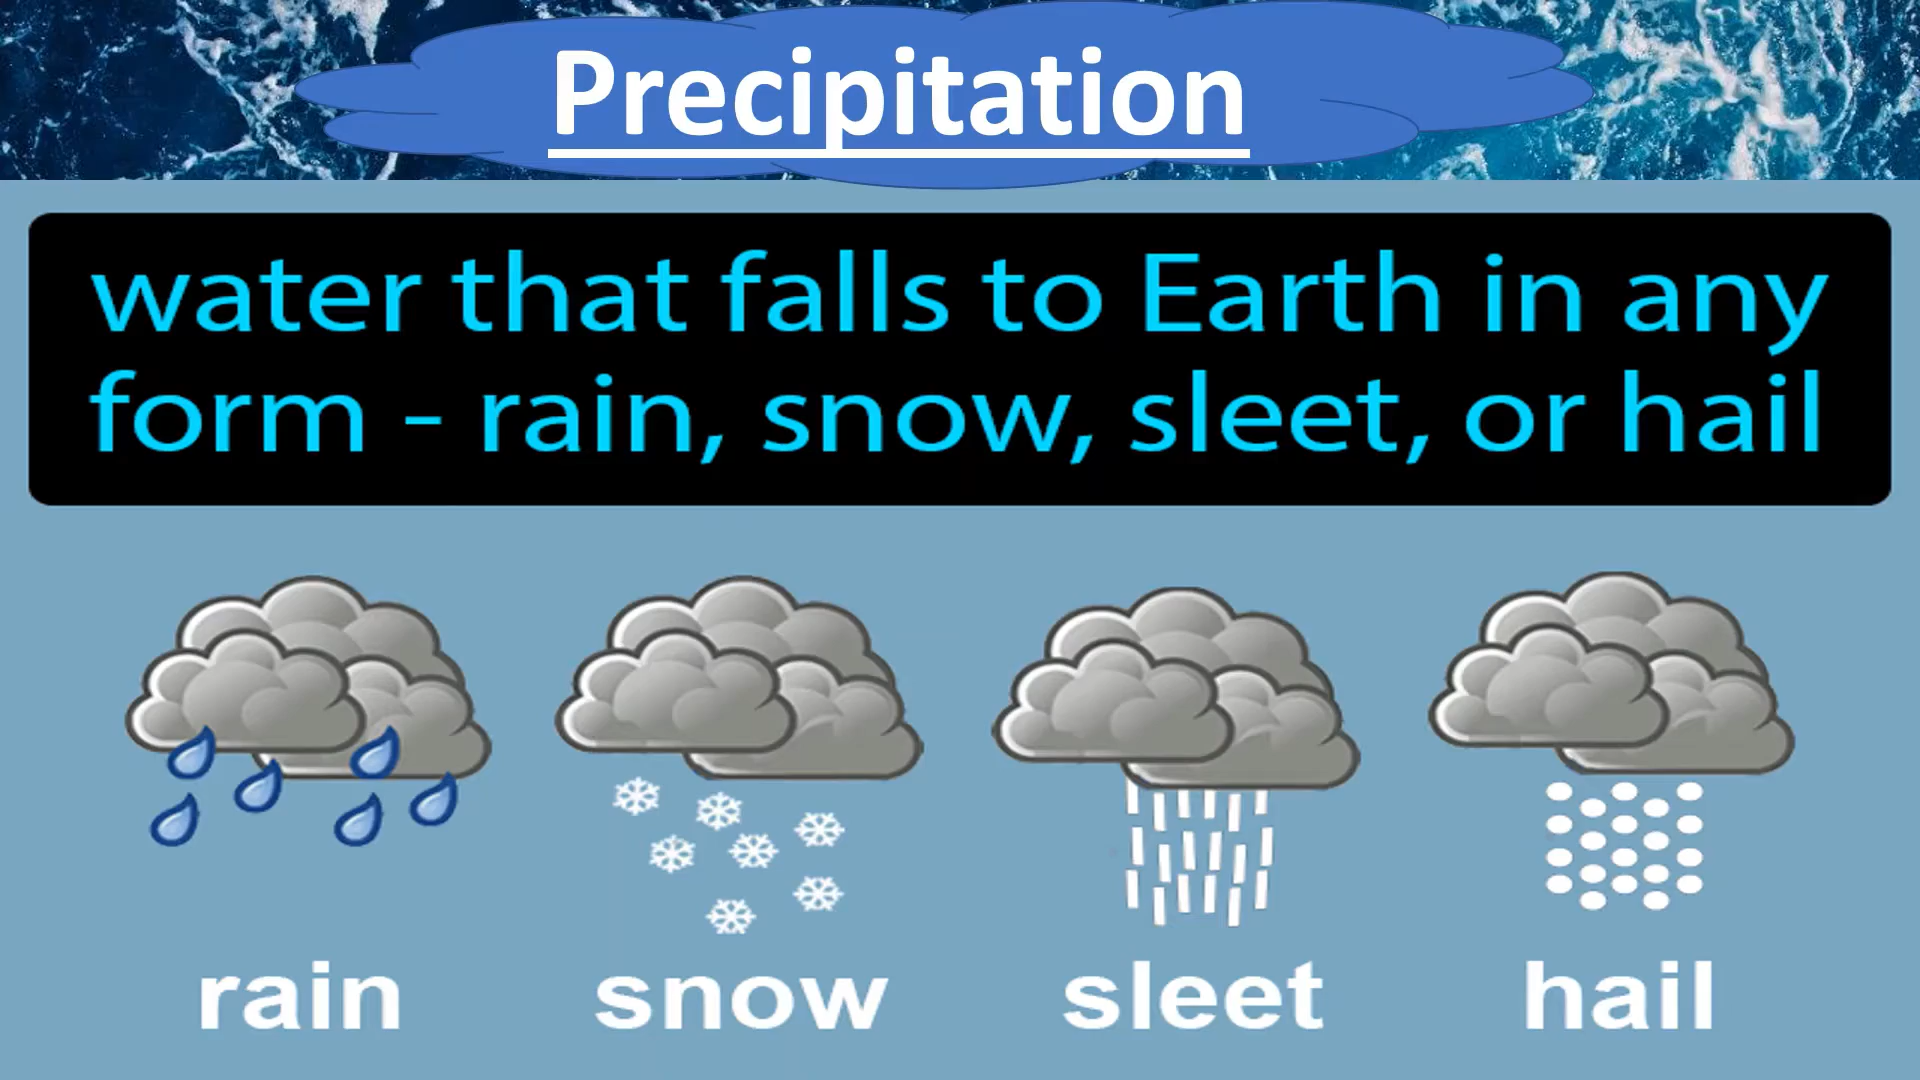 Precipitation
water that falls to Earth in any
form - rain, snow, sleet, or hail
rain snow sleet hail